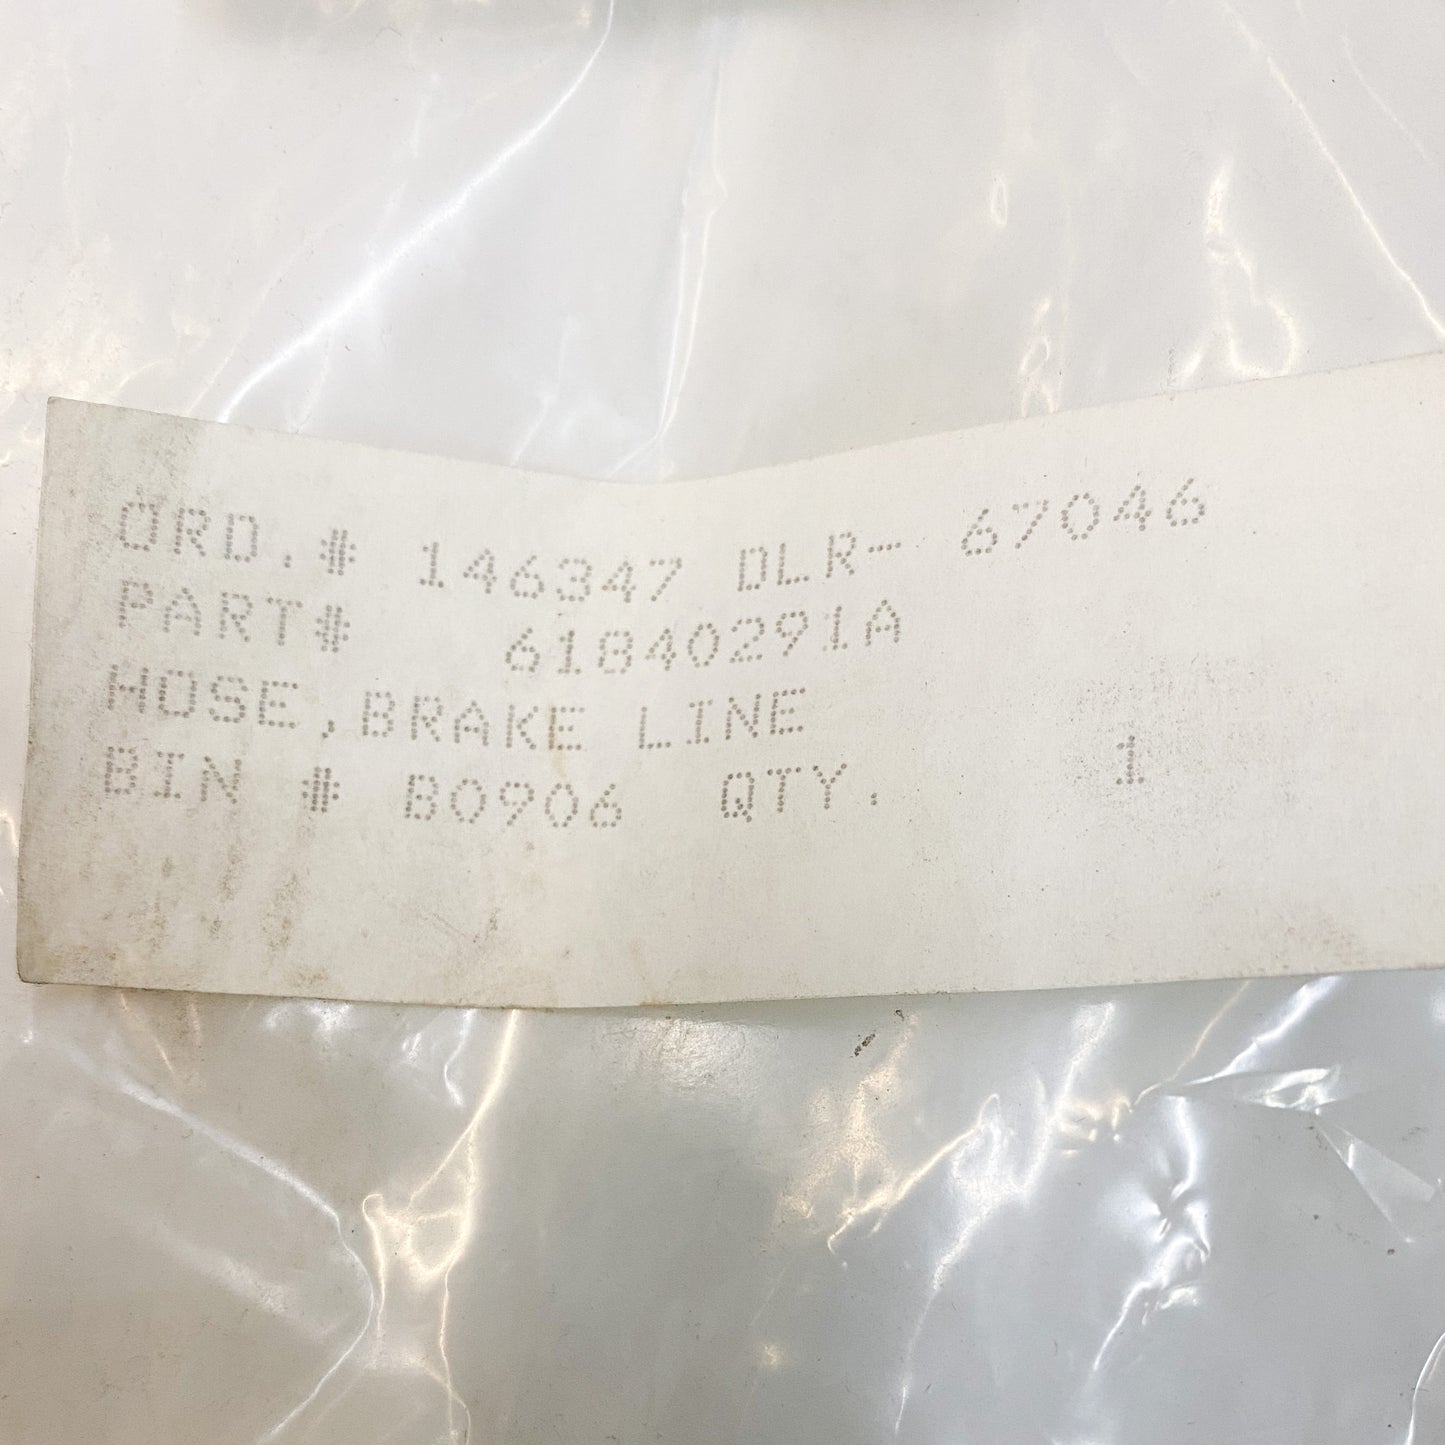 ORD.# 146347 DLR- 67046
PART# 61840291A
HOSE,BRAKE LINE
BIN # B0906 QTY. 1